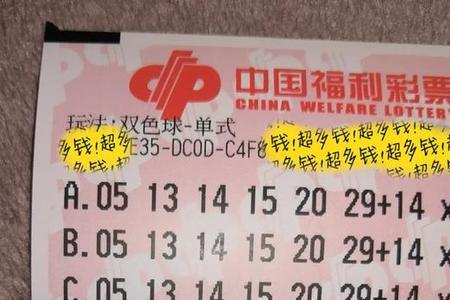 中国福利彩票
CHINA WELFARE LOTTERY
玩法:双色球-单式
多钱!超多 E35-DC0D-C4F8 钱!超多钱!超多钱!超
A.05 13 14 15 20 29+14 x
B.05 13 14 15 20 29+14 x
C.05 13 14 15 20 29+14 x